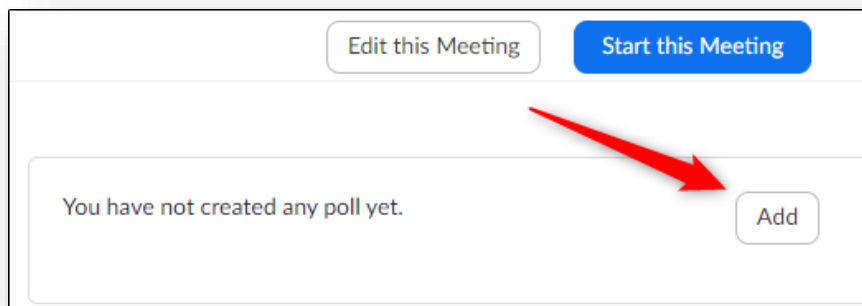 Edit this Meeting Start this Meeting
You have not created any poll yet. Add